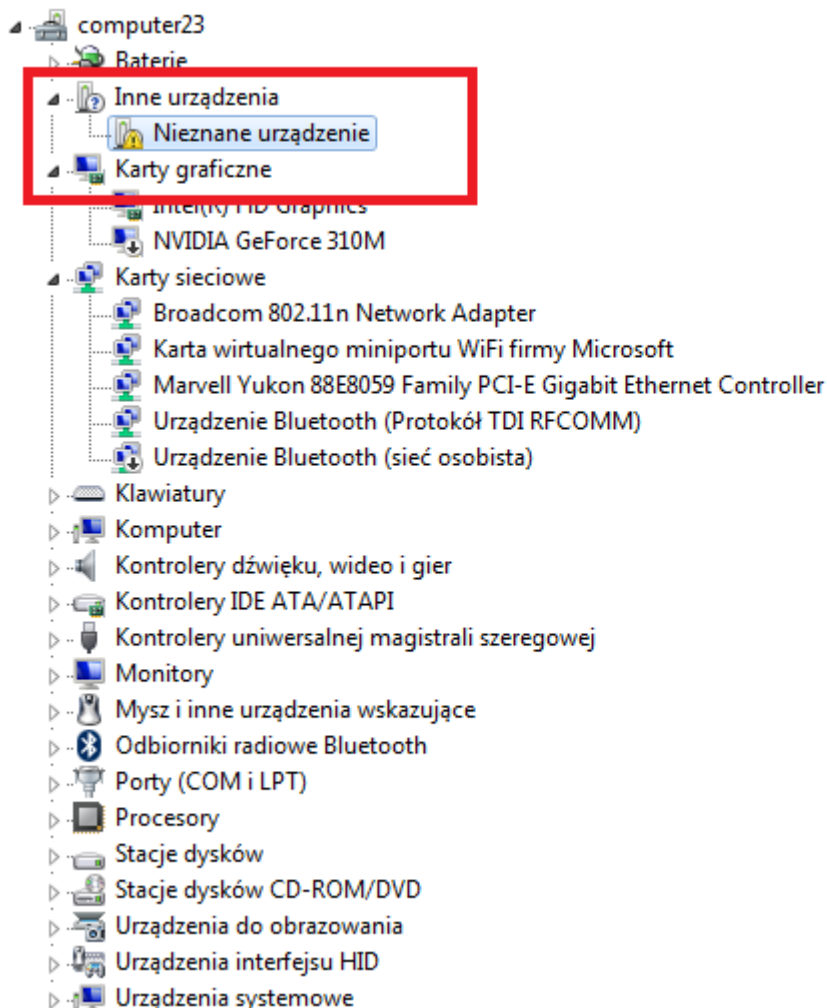 computer23
Baterie
Inne urządzenia
Nieznane urządzenie
Karty graficzne
Intel(R) HD Graphics
NVIDIA GeForce 310M
Karty sieciowe
Broadcom 802.11n Network Adapter
Karta wirtualnego miniportu WiFi firmy Microsoft
Marvell Yukon 88E8059 Family PCI-E Gigabit Ethernet Controller
Urządzenie Bluetooth (Protokół TDI RFCOMM)
Urządzenie Bluetooth (sieć osobista)
Klawiatury
Komputer
Kontrolery dźwięku, wideo i gier
Kontrolery IDE ATA/ATAPI
Kontrolery uniwersalnej magistrali szeregowej
Monitory
Mysz i inne urządzenia wskazujące
Odbiorniki radiowe Bluetooth
Porty (COM i LPT)
Procesory
Stacje dysków
Stacje dysków CD-ROM/DVD
Urządzenia do obrazowania
Urządzenia interfejsu HID
Urządzenia systemowe